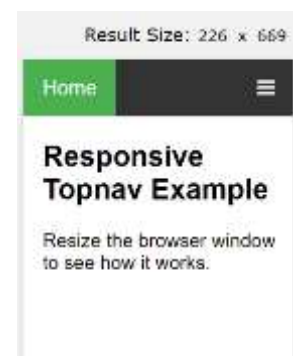 Result Size: 226 x 669
Home
Responsive
Topnav Example
Resize the browser window
to see how it works.